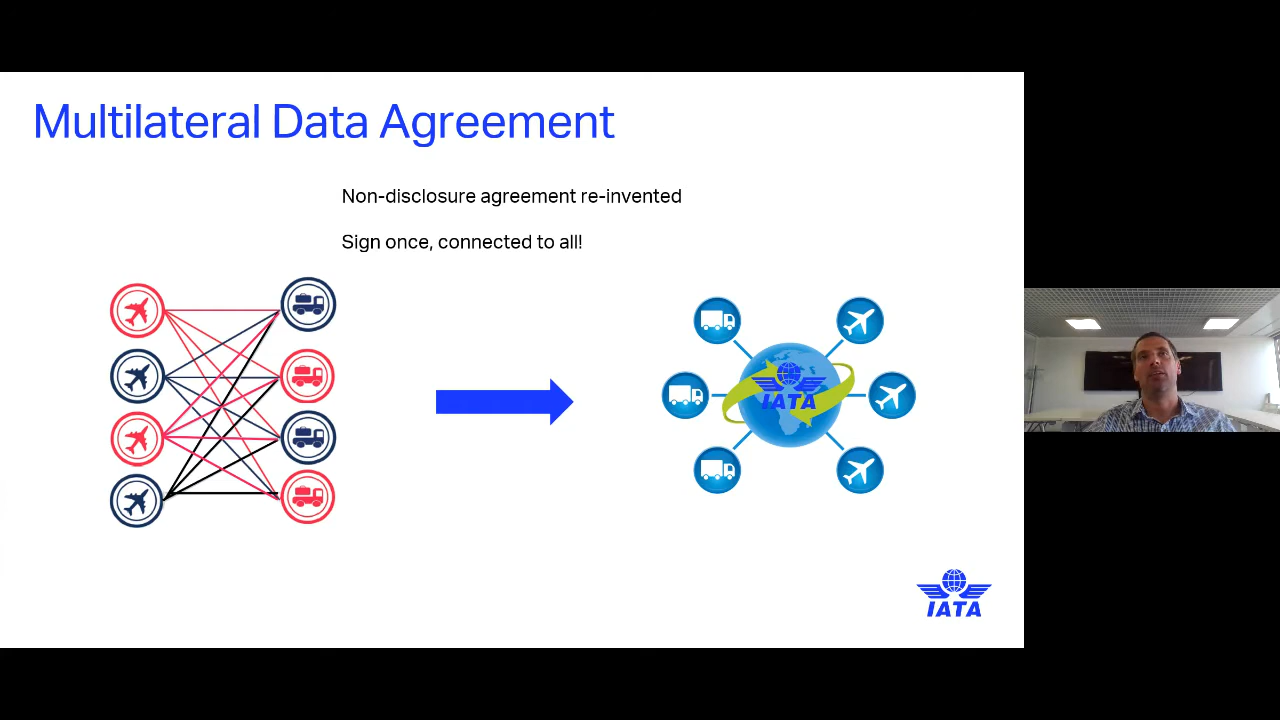 Multilateral Data Agreement
Non-disclosure agreement re-invented
Sign once, connected to all!
IATA
IATA